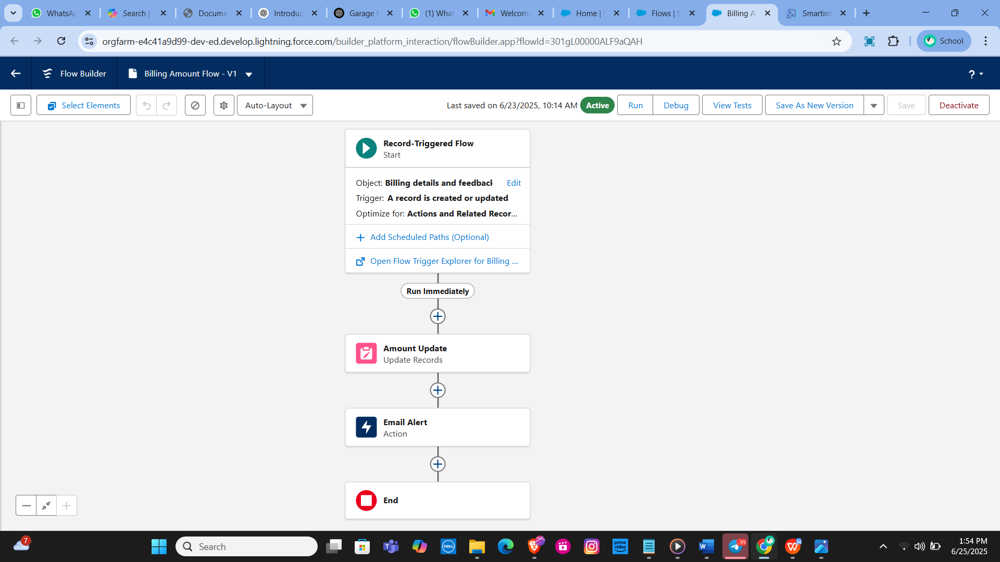 WhatsAp
Search |
Docume
Introduc
Garage
(1) What
Welcom
Home | S
Flows | S
Billing A
Smartint
orgfarm-e4c41a9d99-dev-ed.develop.lightning.force.com/builder_platform_interaction/flowBuilder.app?flowId=301gL00000ALF9aQAH
School
Flow Builder
Billing Amount Flow - V1
?
Select Elements
Auto-Layout
Last saved on 6/23/2025, 10:14 AM
Active
Run
Debug
View Tests
Save As New Version
Save
Deactivate
Record-Triggered Flow
Start
Object: Billing details and feedback
Edit
Trigger: A record is created or updated
Optimize for: Actions and Related Recor...
Add Scheduled Paths (Optional)
Open Flow Trigger Explorer for Billing ...
Run Immediately
Amount Update
Update Records
Email Alert
Action
End
7
Search
DELL
prime video
99
1:54 PM
6/25/2025